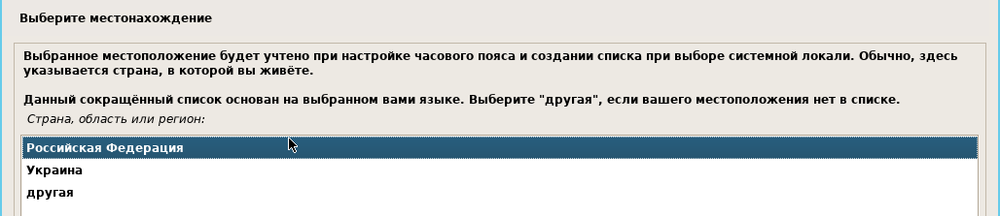 Выберите местонахождение
Выбранное местоположение будет учтено при настройке часового пояса и создании списка при выборе системной локали. Обычно, здесь
указывается страна, в которой вы живёте.
Данный сокращённый список основан на выбранном вами языке. Выберите "другая", если вашего местоположения нет в списке.
Страна, область или регион:
Российская Федерация
Украина
другая